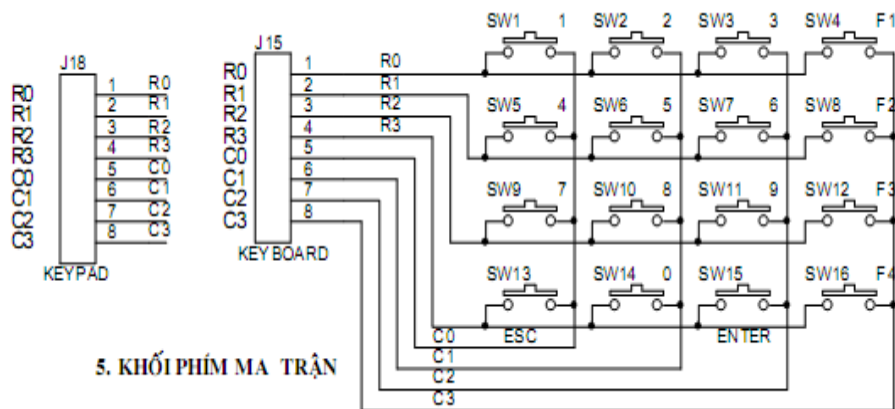 SW1 1 SW2 2 SW3 3 SW4 F1
J15
J18
R0 1 R0
R0 1 R0
R1 2 R1
R1 2 R1
R2 3 R2
R2 3 R2
R3 4 R3
R3 4 R3
C0 5 C0
C0 5
C1 6 C1
C1 6
C2 7 C2
C2 7
C3 8 C3
C3 8
SW5 4 SW6 5 SW7 6 SW8 F2
SW9 7 SW10 8 SW11 9 SW12 F3
KEYPAD
KEYBOARD
SW13 SW14 0 SW15 SW16 F4
C0 ESC ENTER
C1
C2
C3
5. KHỐI PHÍM MA TRẬN